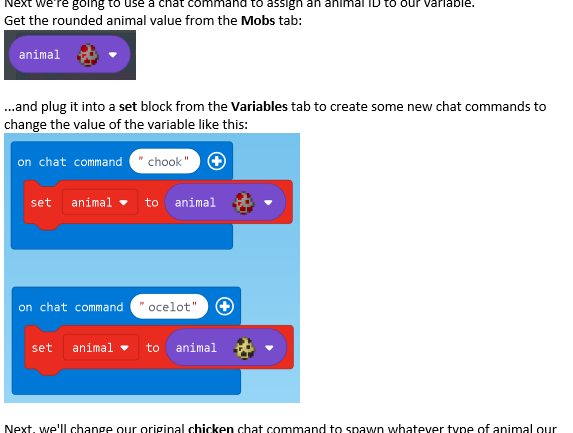 Next we're going to use a chat command to assign an animal ID to our variable.
Get the rounded animal value from the Mobs tab:
animal
...and plug it into a set block from the Variables tab to create some new chat commands to
change the value of the variable like this:
on chat command "chook"
set animal to animal
on chat command "ocelot"
set animal to animal
Next, we'll change our original chicken chat command to spawn whatever type of animal our